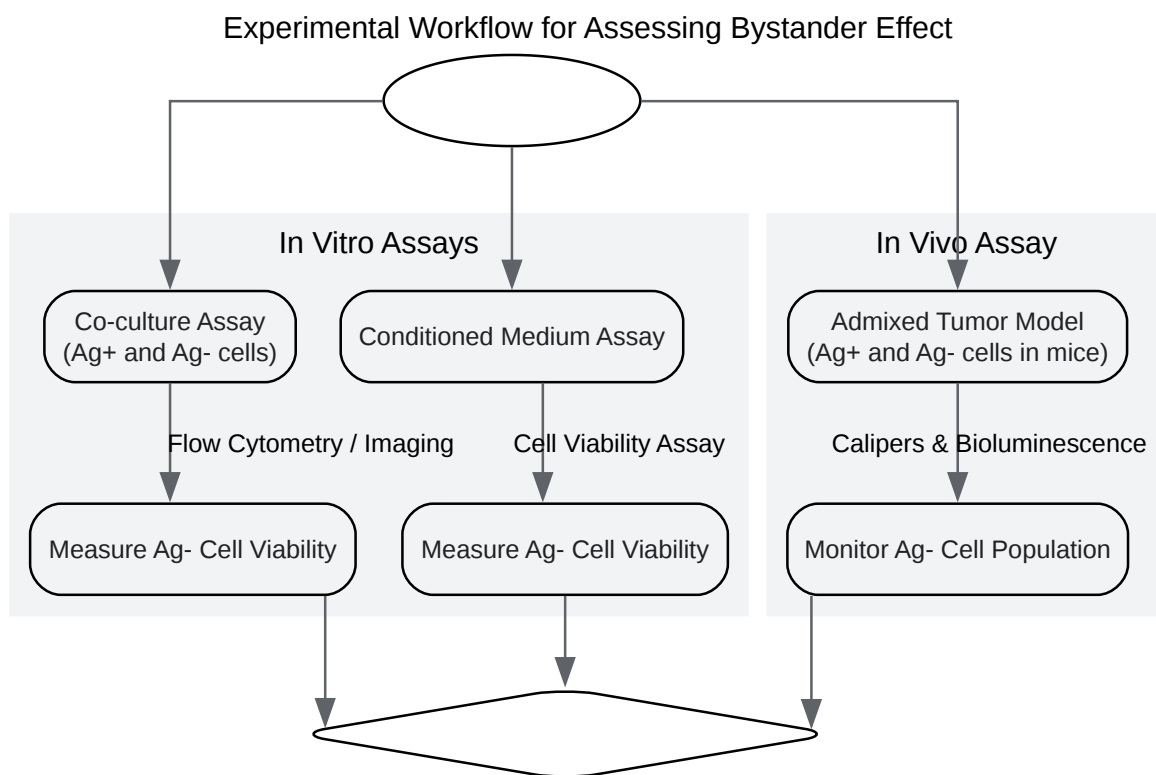 Experimental Workflow for Assessing Bystander Effect
In Vitro Assays
In Vivo Assay
Co-culture Assay
(Ag+ and Ag- cells)
Conditioned Medium Assay
Admixed Tumor Model
(Ag+ and Ag- cells in mice)
Flow Cytometry / Imaging
Cell Viability Assay
Calipers & Bioluminescence
Measure Ag- Cell Viability
Measure Ag- Cell Viability
Monitor Ag- Cell Population